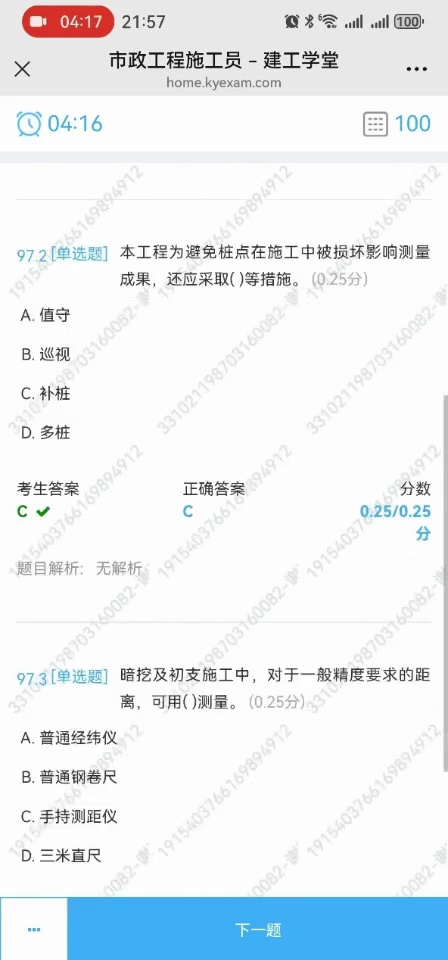 04:17 21:57 6 100
市政工程施工员 - 建工学堂
home.kyexam.com
04:16 100
97.2 [单选题] 本工程为避免桩点在施工中被损坏影响测量
成果，还应采取( )等措施。(0.25分)
A. 值守
B. 巡视
C. 补桩
D. 多桩
考生答案 正确答案 分数
C C 0.25/0.25
分
题目解析: 无解析
97.3 [单选题] 暗挖及初支施工中，对于一般精度要求的距
离，可用( )测量。(0.25分)
A. 普通经纬仪
B. 普通钢卷尺
C. 手持测距仪
D. 三米直尺
下一题